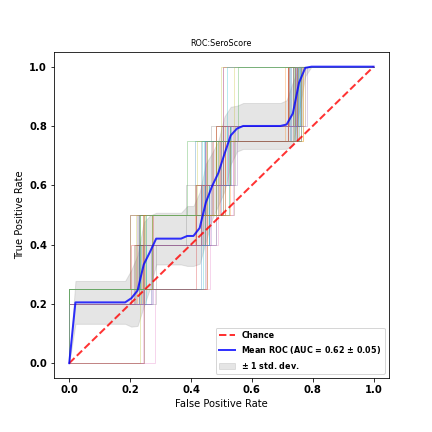 ROC:SeroScore
1.0
0.8
0.6
0.4
0.2
0.0
True Positive Rate
Chance
Mean ROC (AUC = 0.62 ± 0.05)
± 1 std. dev.
0.0 0.2 0.4 0.6 0.8 1.0
False Positive Rate